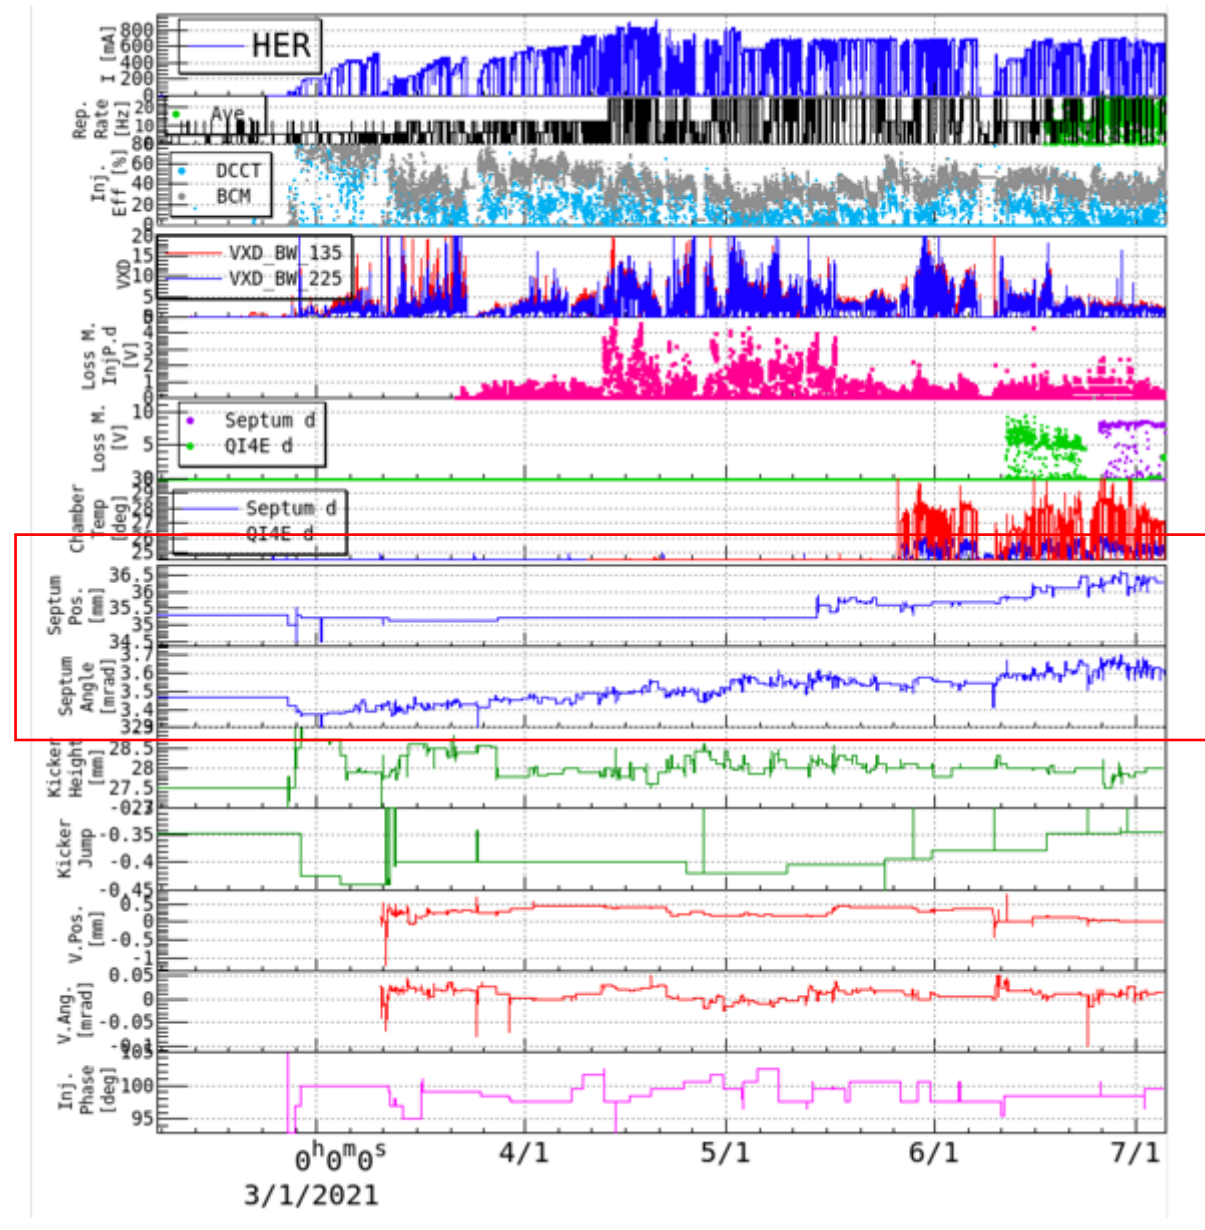 I [mA]
800
600
400
200
0
HER
Rep.
Rate
[Hz]
20
10
Ave.
Inj.
Eff [%]
80
60
40
20
0
DCCT
BCM
VXD
20
15
10
5
VXD_BW_135
VXD_BW_225
Loss M.
InjP.d
[V]
4
3
2
1
0
Loss M.
[V]
10
5
Septum d
QI4E d
Chamber
Temp
[deg]
30
29
28
27
26
25
Septum d
QI4E d
Septum
Pos.
[mm]
36.5
36
35.5
35
34.5
Septum
Angle
[mrad]
3.7
3.6
3.5
3.4
Kicker
Height
[mm]
29
28.5
28
27.5
Kicker
Jump
-0.35
-0.4
-0.45
V.Pos.
[mm]
0.5
0
-0.5
-1
V.Ang.
[mrad]
0.05
0
-0.05
-0.1
Inj.
Phase
[deg]
105
100
95
0h0m0s
4/1
5/1
6/1
7/1
3/1/2021